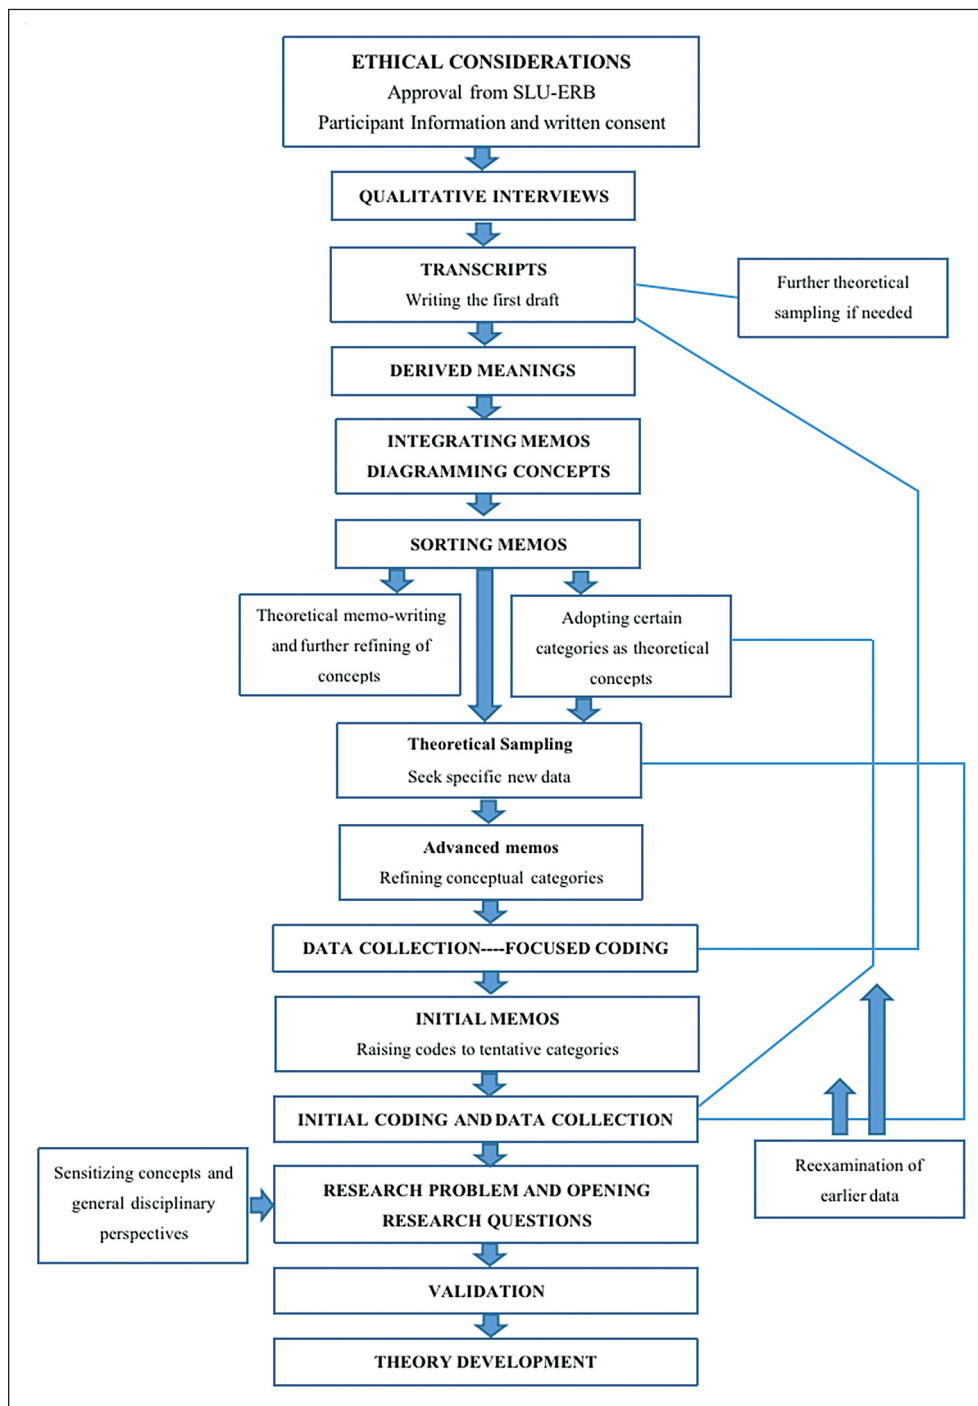 ETHICAL CONSIDERATIONS
Approval from SLU-ERB
Participant Information and written consent
QUALITATIVE INTERVIEWS
TRANSCRIPTS
Writing the first draft
Further theoretical
sampling if needed
DERIVED MEANINGS
INTEGRATING MEMOS
DIAGRAMMING CONCEPTS
SORTING MEMOS
Theoretical memo-writing
and further refining of
concepts
Adopting certain
categories as theoretical
concepts
Theoretical Sampling
Seek specific new data
Advanced memos
Refining conceptual categories
DATA COLLECTION----FOCUSED CODING
INITIAL MEMOS
Raising codes to tentative categories
INITIAL CODING AND DATA COLLECTION
Sensitizing concepts and
general disciplinary
perspectives
RESEARCH PROBLEM AND OPENING
RESEARCH QUESTIONS
Reexamination of
earlier data
VALIDATION
THEORY DEVELOPMENT